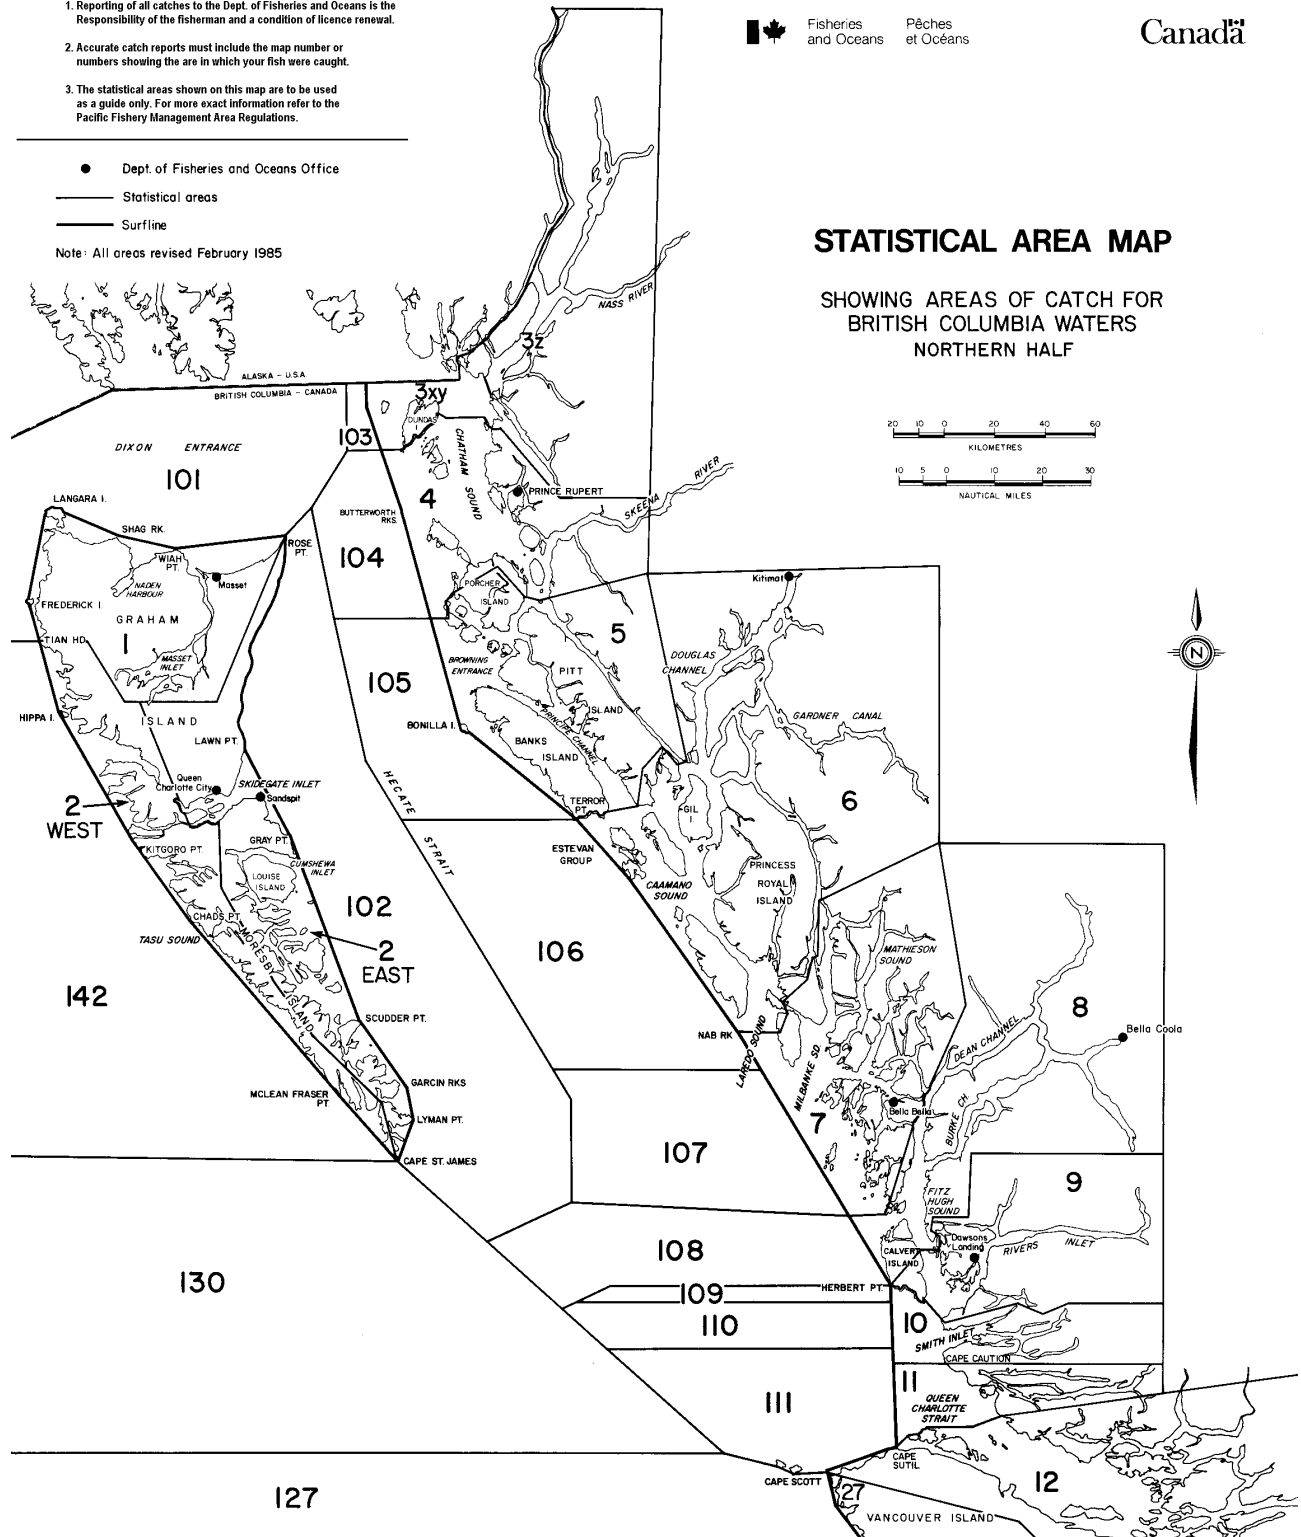 1. Reporting of all catches to the Dept. of Fisheries and Oceans is the
Responsibility of the fisherman and a condition of licence renewal.
2. Accurate catch reports must include the map number or
numbers showing the are in which your fish were caught.
3. The statistical areas shown on this map are to be used
as a guide only. For more exact information refer to the
Pacific Fishery Management Area Regulations.
Fisheries
and Oceans
Pêches
et Océans
Canada
Dept. of Fisheries and Oceans Office
Statistical areas
Surfline
Note: All areas revised February 1985
STATISTICAL AREA MAP
SHOWING AREAS OF CATCH FOR
BRITISH COLUMBIA WATERS
NORTHERN HALF
20 10 0 20 40 60
KILOMETRES
10 5 0 10 20 30
NAUTICAL MILES
N
NASS RIVER
3z
ALASKA - U.S.A.
BRITISH COLUMBIA - CANADA
3xy
DUNDAS
I
103
DIXON ENTRANCE
101
CHATHAM SOUND
4
PRINCE RUPERT
SKEENA RIVER
LANGARA I.
SHAG RK.
BUTTERWORTH
RKS.
ROSE
PT.
104
WIAH
PT.
Masset
NADEN
HARBOUR
Kitimat
PORCHER
ISLAND
FREDERICK I.
GRAHAM
1
TIAN HD.
MASSET
INLET
5
DOUGLAS
CHANNEL
BROWNING
ENTRANCE
PITT
ISLAND
105
HIPPA I.
ISLAND
LAWN PT.
BONILLA I.
PRINCIPE CHANNEL
BANKS
ISLAND
GARDNER CANAL
Queen
Charlotte City
SKIDEGATE INLET
Sandspit
HECATE
STRAIT
TERROR
PT.
GIL
I.
6
2
WEST
KITGORO PT.
GRAY PT.
CUMSHEWA
INLET
LOUISE
ISLAND
ESTEVAN
GROUP
CAAMANO
SOUND
PRINCESS
ROYAL
ISLAND
CHADS PT.
TASU SOUND
MORESBY ISLAND
102
2
EAST
106
MATHIESON
SOUND
142
SCUDDER PT.
NAB RK
LAREDO SOUND
MILBANKE SD.
DEAN CHANNEL
8
Bella Coola
GARCIN RKS
MCLEAN FRASER
PT.
LYMAN PT.
7
Bella Bella
BURKE CH.
CAPE ST. JAMES
107
9
FITZ
HUGH
SOUND
Dawsons
Landing
RIVERS INLET
CALVERT
ISLAND
108
130
109
HERBERT PT.
110
10
SMITH INLET
CAPE CAUTION
11
111
QUEEN
CHARLOTTE
STRAIT
CAPE
SUTIL
CAPE SCOTT
12
127
27
VANCOUVER ISLAND